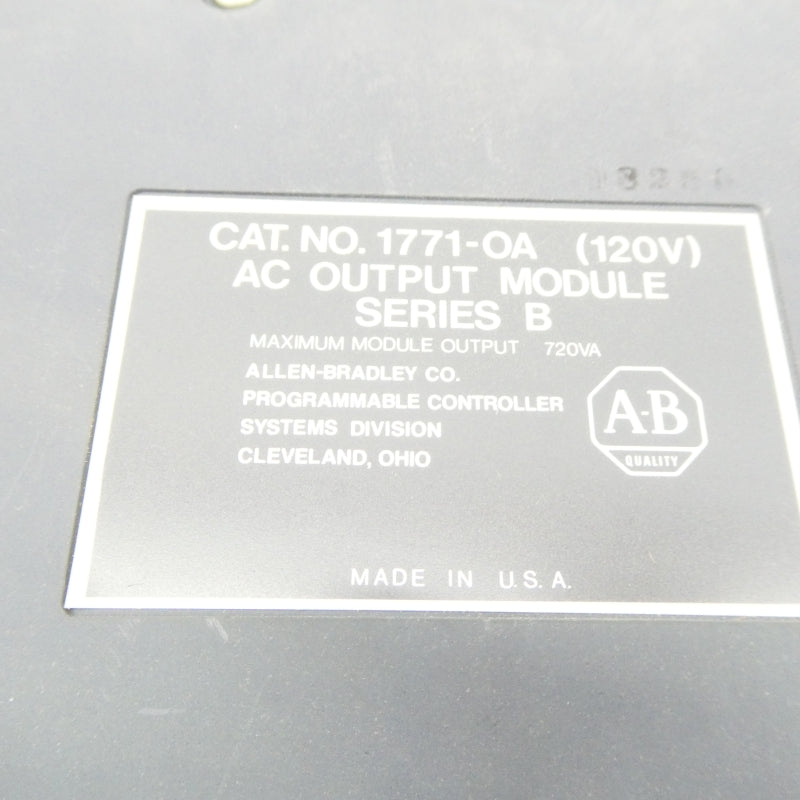 CAT. NO. 1771-OA (120V)
AC OUTPUT MODULE
SERIES B
MAXIMUM MODULE OUTPUT 720VA
ALLEN-BRADLEY CO.
PROGRAMMABLE CONTROLLER
SYSTEMS DIVISION
CLEVELAND, OHIO
A-B
QUALITY
MADE IN U.S.A.